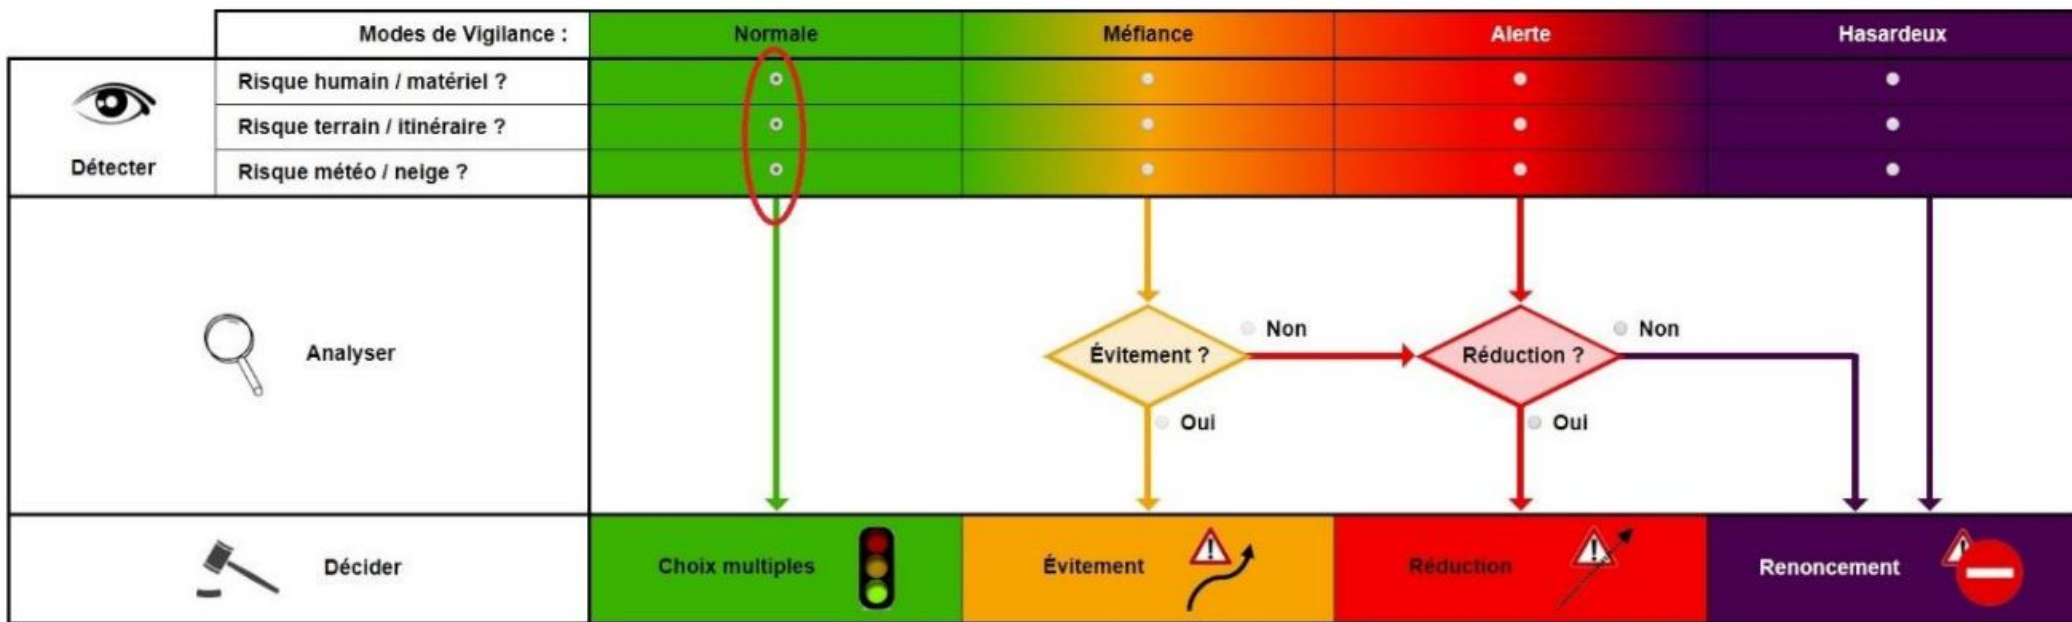 Modes de Vigilance :
Normale
Méfiance
Alerte
Hasardeux
Détecter
Risque humain / matériel ?
Risque terrain / itinéraire ?
Risque météo / neige ?
Analyser
Évitement ?
Non
Oui
Réduction ?
Non
Oui
Décider
Choix multiples
Évitement
Réduction
Renoncement